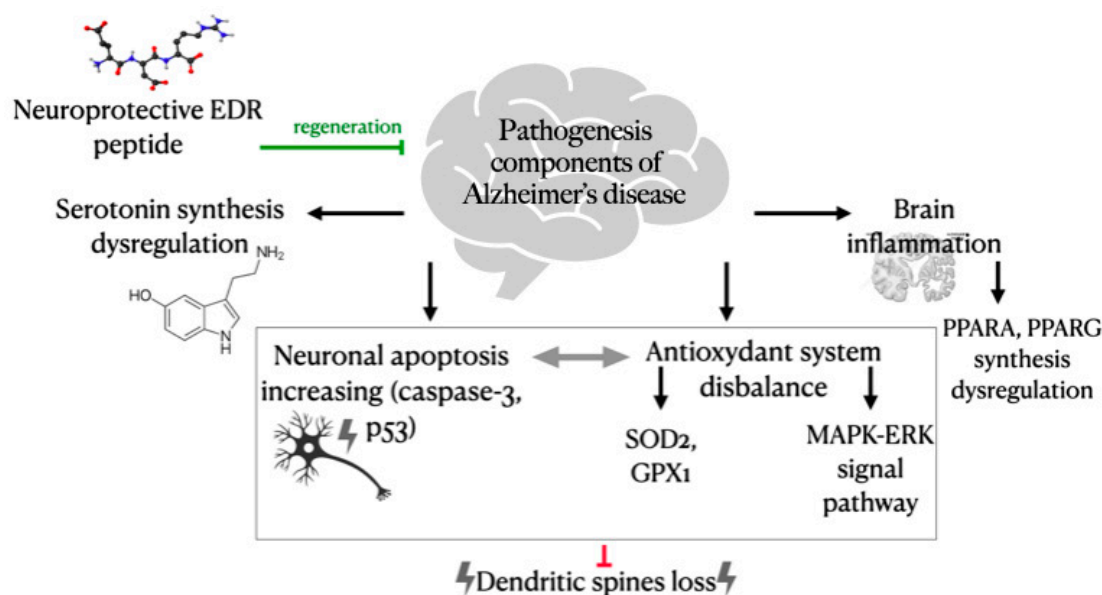 Neuroprotective EDR
peptide
regeneration
Pathogenesis
components of
Alzheimer's disease
Serotonin synthesis
dysregulation
NH2
HO
N
H
Brain
inflammation
PPARA, PPARG
synthesis
dysregulation
Neuronal apoptosis
increasing (caspase-3,
p53)
Antioxydant system
disbalance
SOD2,
GPX1
MAPK-ERK
signal
pathway
Dendritic spines loss